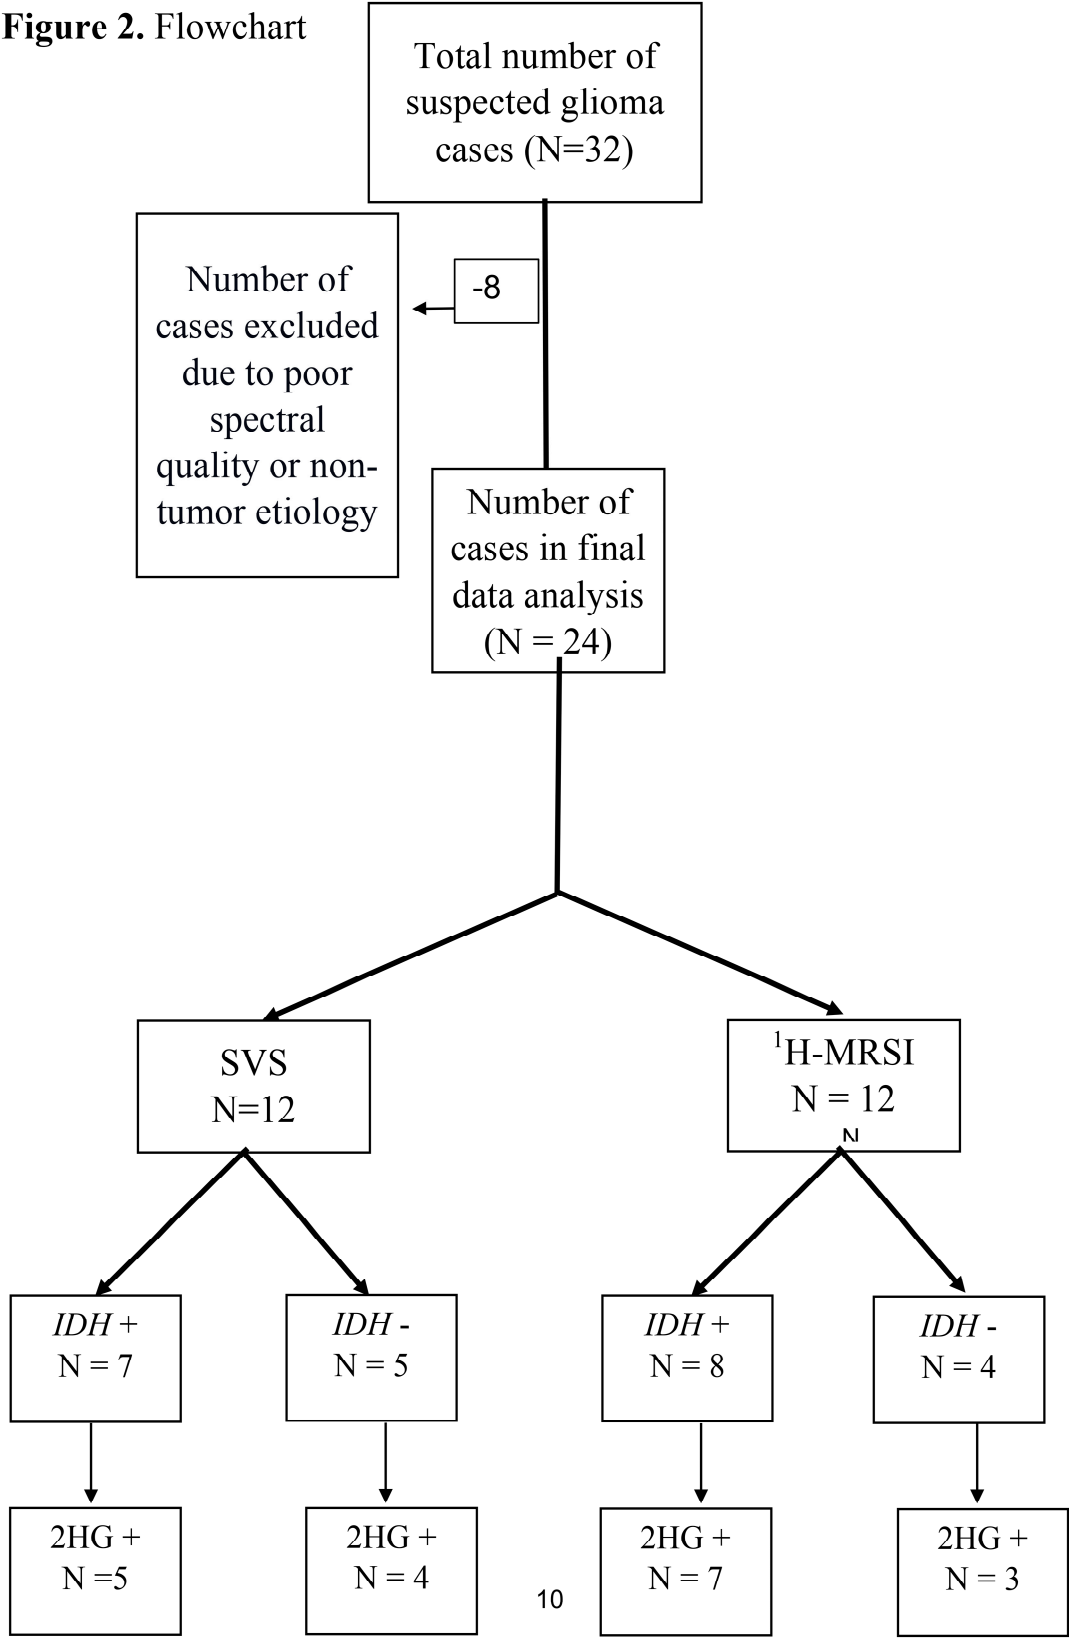 Figure 2. Flowchart
Total number of
suspected glioma
cases (N=32)
-8
Number of
cases excluded
due to poor
spectral
quality or non-
tumor etiology
Number of
cases in final
data analysis
(N = 24)
SVS
N=12
¹H-MRSI
N = 12
N
IDH +
N = 7
IDH -
N = 5
IDH +
N = 8
IDH -
N = 4
2HG +
N =5
2HG +
N = 4
2HG +
N = 7
2HG +
N = 3
10